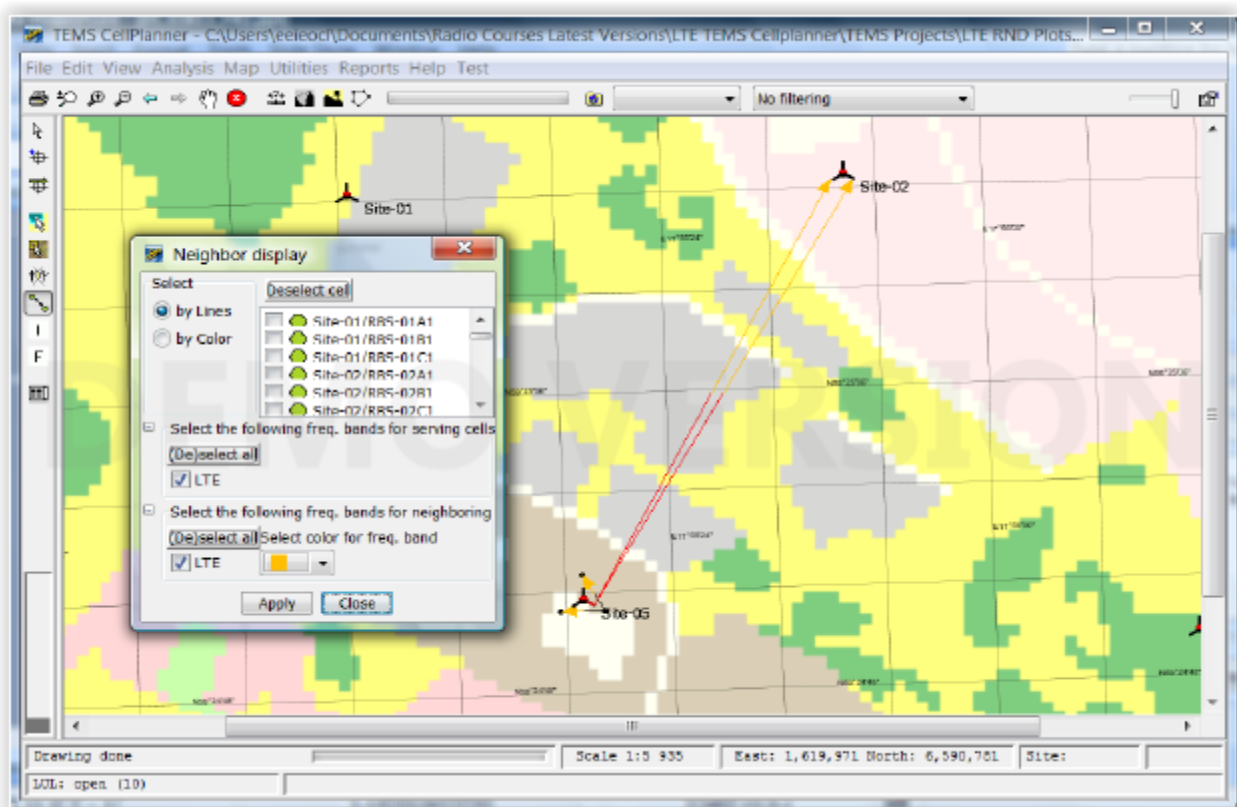 TEMS CellPlanner - C:\Users\eeieocl\Documents\Radio Courses Latest Versions\LTE TEMS Cellplanner\TEMS Projects\LTE RND Plots...
File Edit View Analysis Map Utilities Reports Help Test
No filtering
Site-02
Site-01
Neighbor display
Select
Deselect cell
by Lines
by Color
Site-01/RBS-01A1
Site-01/RBS-01B1
Site-01/RBS-01C1
Site-02/RBS-02A1
Site-02/RBS-02B1
Site-02/RBS-02C1
Select the following freq. bands for serving cells
(De)select all
LTE
Select the following freq. bands for neighboring
(De)select all Select color for freq. band
LTE
Apply
Close
Site-05
I
F
DEMO VERSION
Drawing done
Scale 1:5 935
East: 1,619,971 North: 6,590,781
Site:
LUL: open (10)